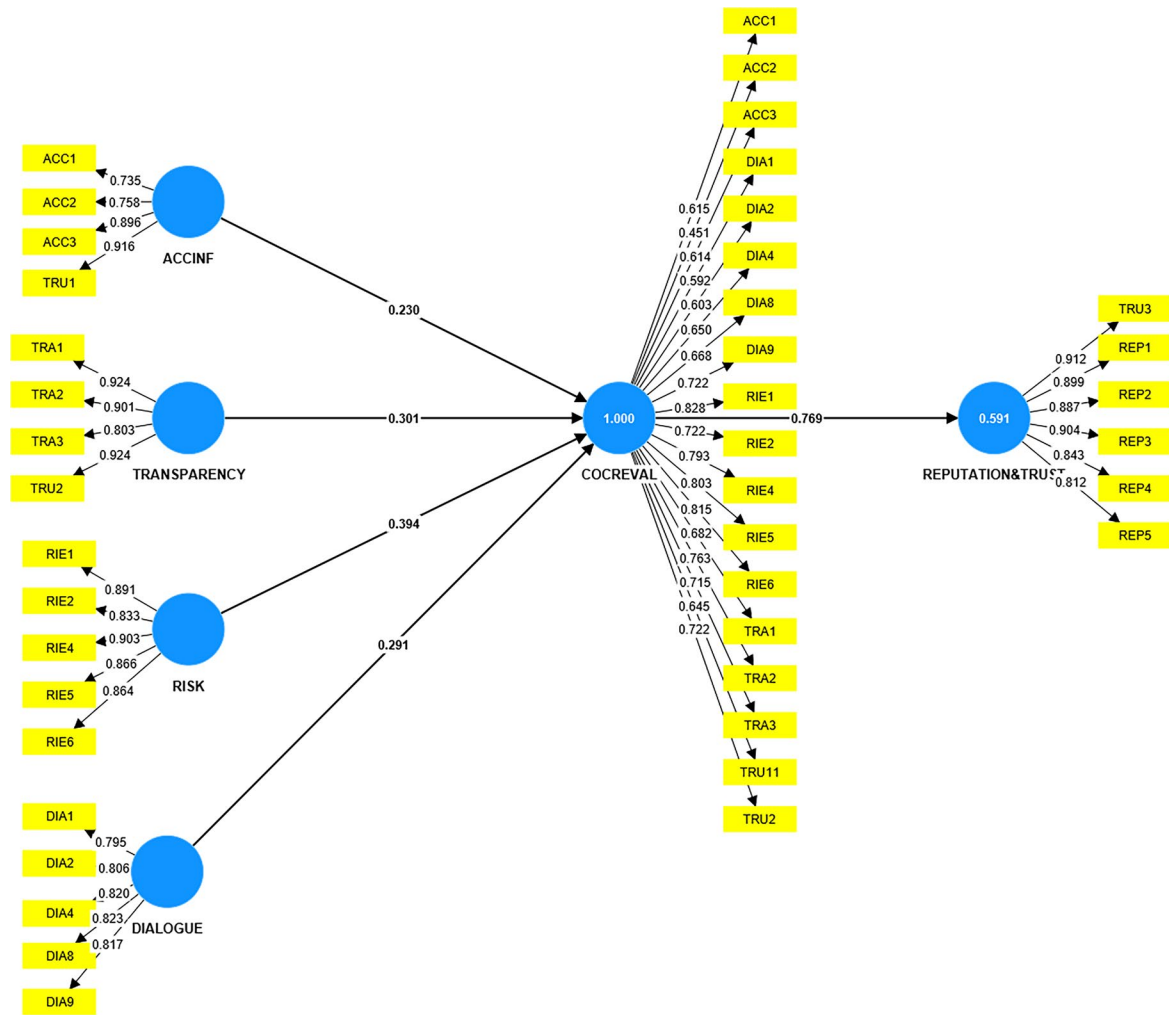 ACC1
ACC2
ACC3
TRU1
0.735
0.758
0.896
0.916
ACCINF
TRA1
TRA2
TRA3
TRU2
0.924
0.901
0.803
0.924
TRANSPARENCY
RIE1
RIE2
RIE4
RIE5
RIE6
0.891
0.833
0.903
0.866
0.864
RISK
DIA1
DIA2
DIA4
DIA8
DIA9
0.795
0.806
0.820
0.823
0.817
DIALOGUE
0.230
0.301
0.394
0.291
1.000
COCREVAL
ACC1
ACC2
ACC3
DIA1
DIA2
DIA4
DIA8
DIA9
RIE1
RIE2
RIE4
RIE5
RIE6
TRA1
TRA2
TRA3
TRU11
TRU2
0.615
0.451
0.614
0.592
0.603
0.650
0.668
0.722
0.828
0.722
0.793
0.803
0.815
0.682
0.763
0.715
0.645
0.722
0.769
0.591
REPUTATION&TRUST
TRU3
REP1
REP2
REP3
REP4
REP5
0.912
0.899
0.887
0.904
0.843
0.812